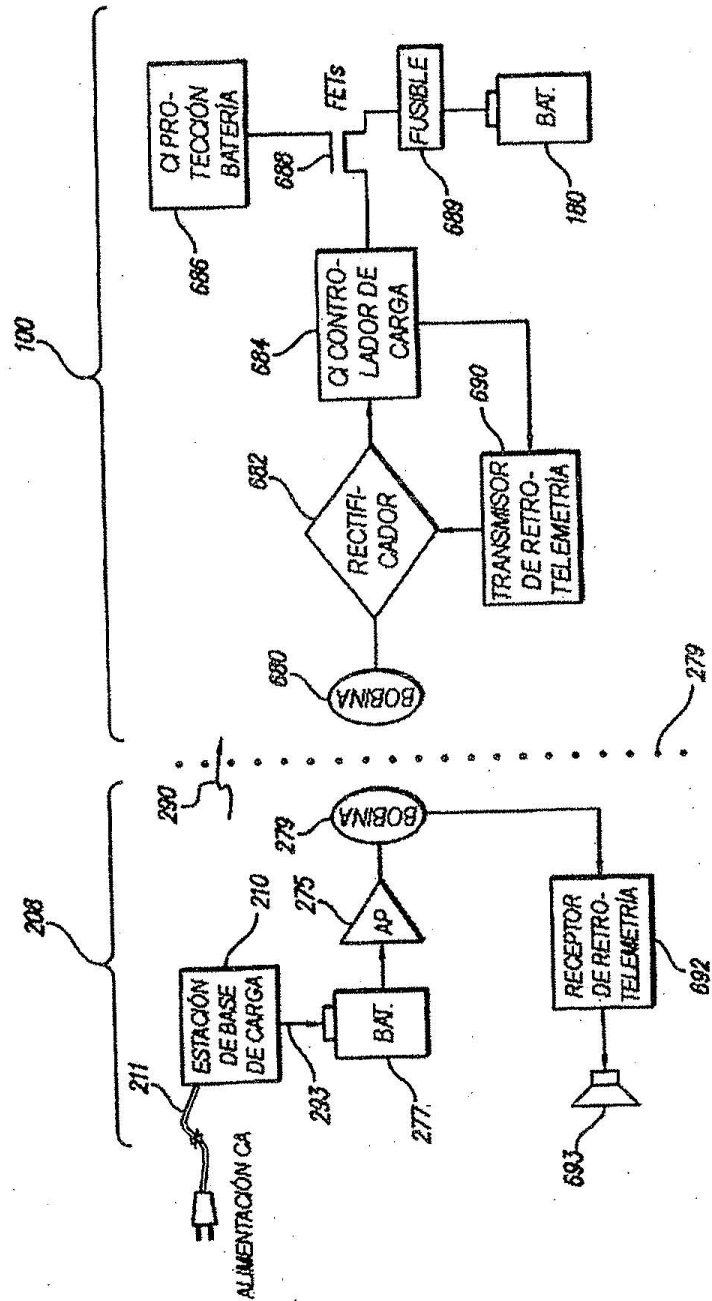 208
100
211
ALIMENTACIÓN CA
ESTACIÓN
DE BASE
DE CARGA
210
293
BAT.
277
AP
275
BOBINA
279
290
RECEPTOR
DE RETRO-
TELEMETRÍA
692
693
279
BOBINA
680
RECTIFI-
CADOR
682
CI CONTRO-
LADOR DE
CARGA
684
TRANSMISOR
DE RETRO-
TELEMETRÍA
690
CI PRO-
TECCIÓN
BATERÍA
686
FETs
688
FUSIBLE
689
BAT.
180